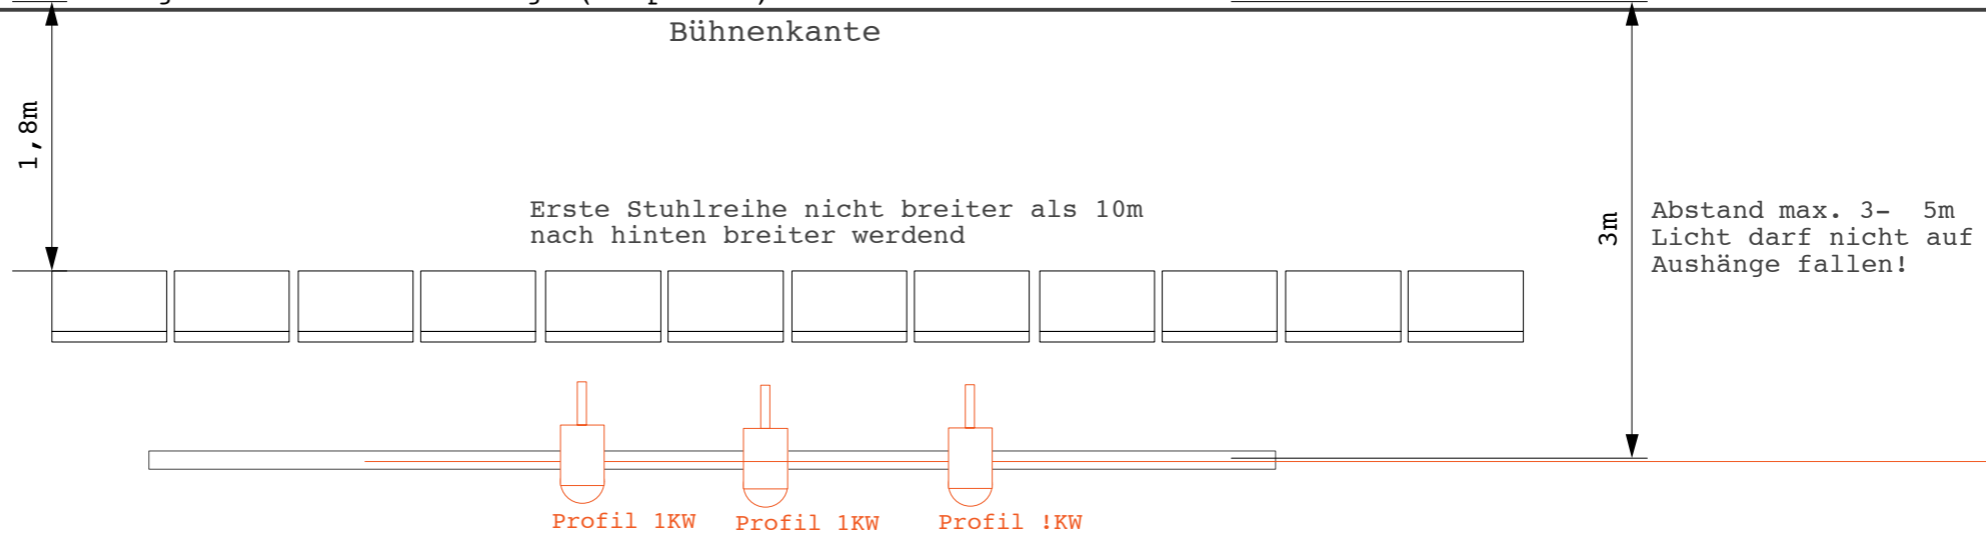 Bühnenkante
1,8m
Erste Stuhlreihe nicht breiter als 10m
nach hinten breiter werdend
3m
Abstand max. 3-  5m
Licht darf nicht auf
Aushänge fallen!
Profil 1KW
Profil 1KW
Profil !KW